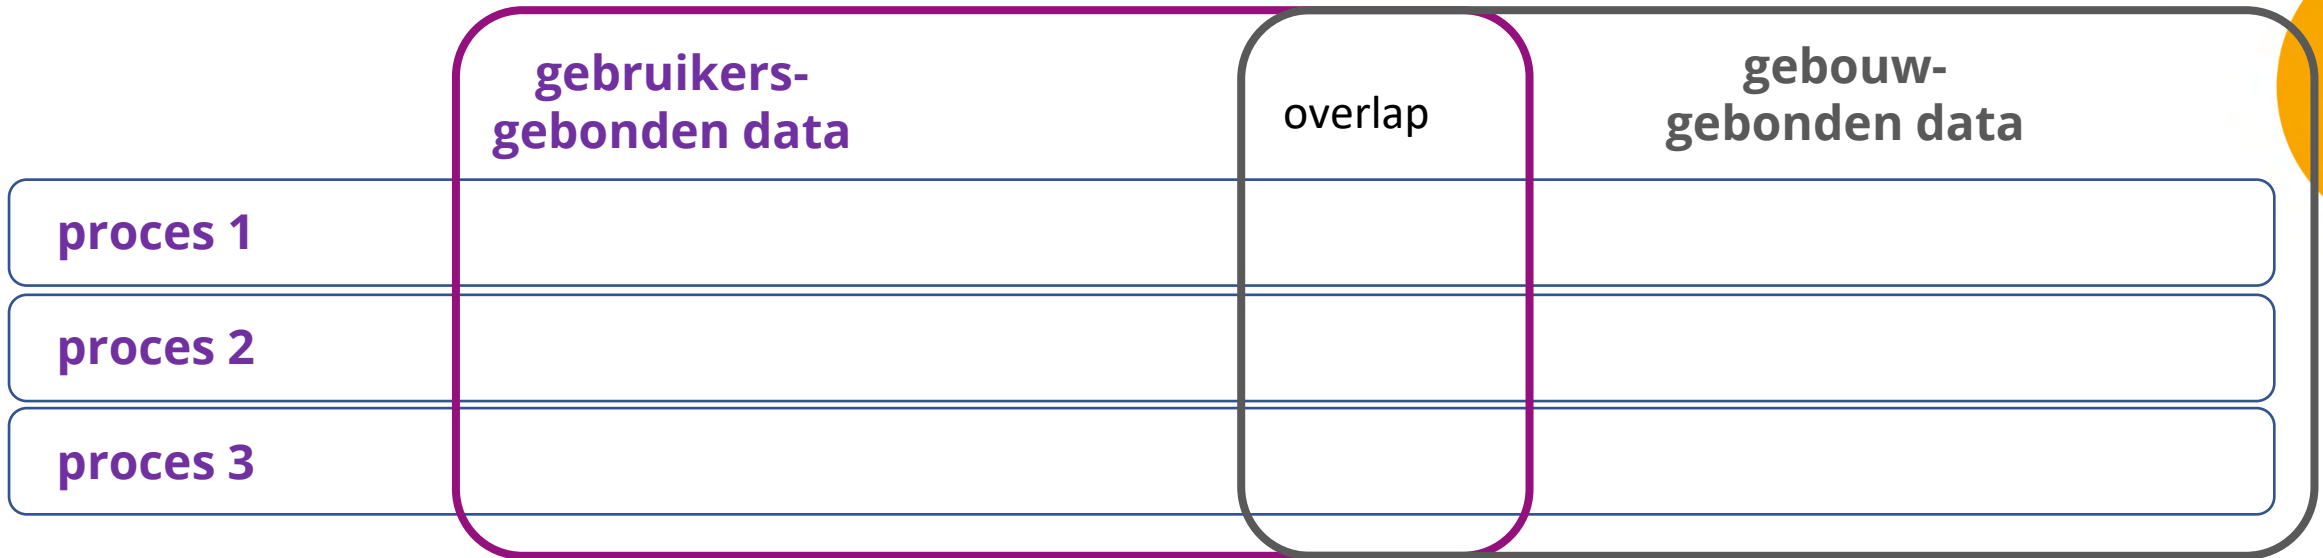 gebruikers-
gebonden data
overlap
gebouw-
gebonden data
proces 1
proces 2
proces 3